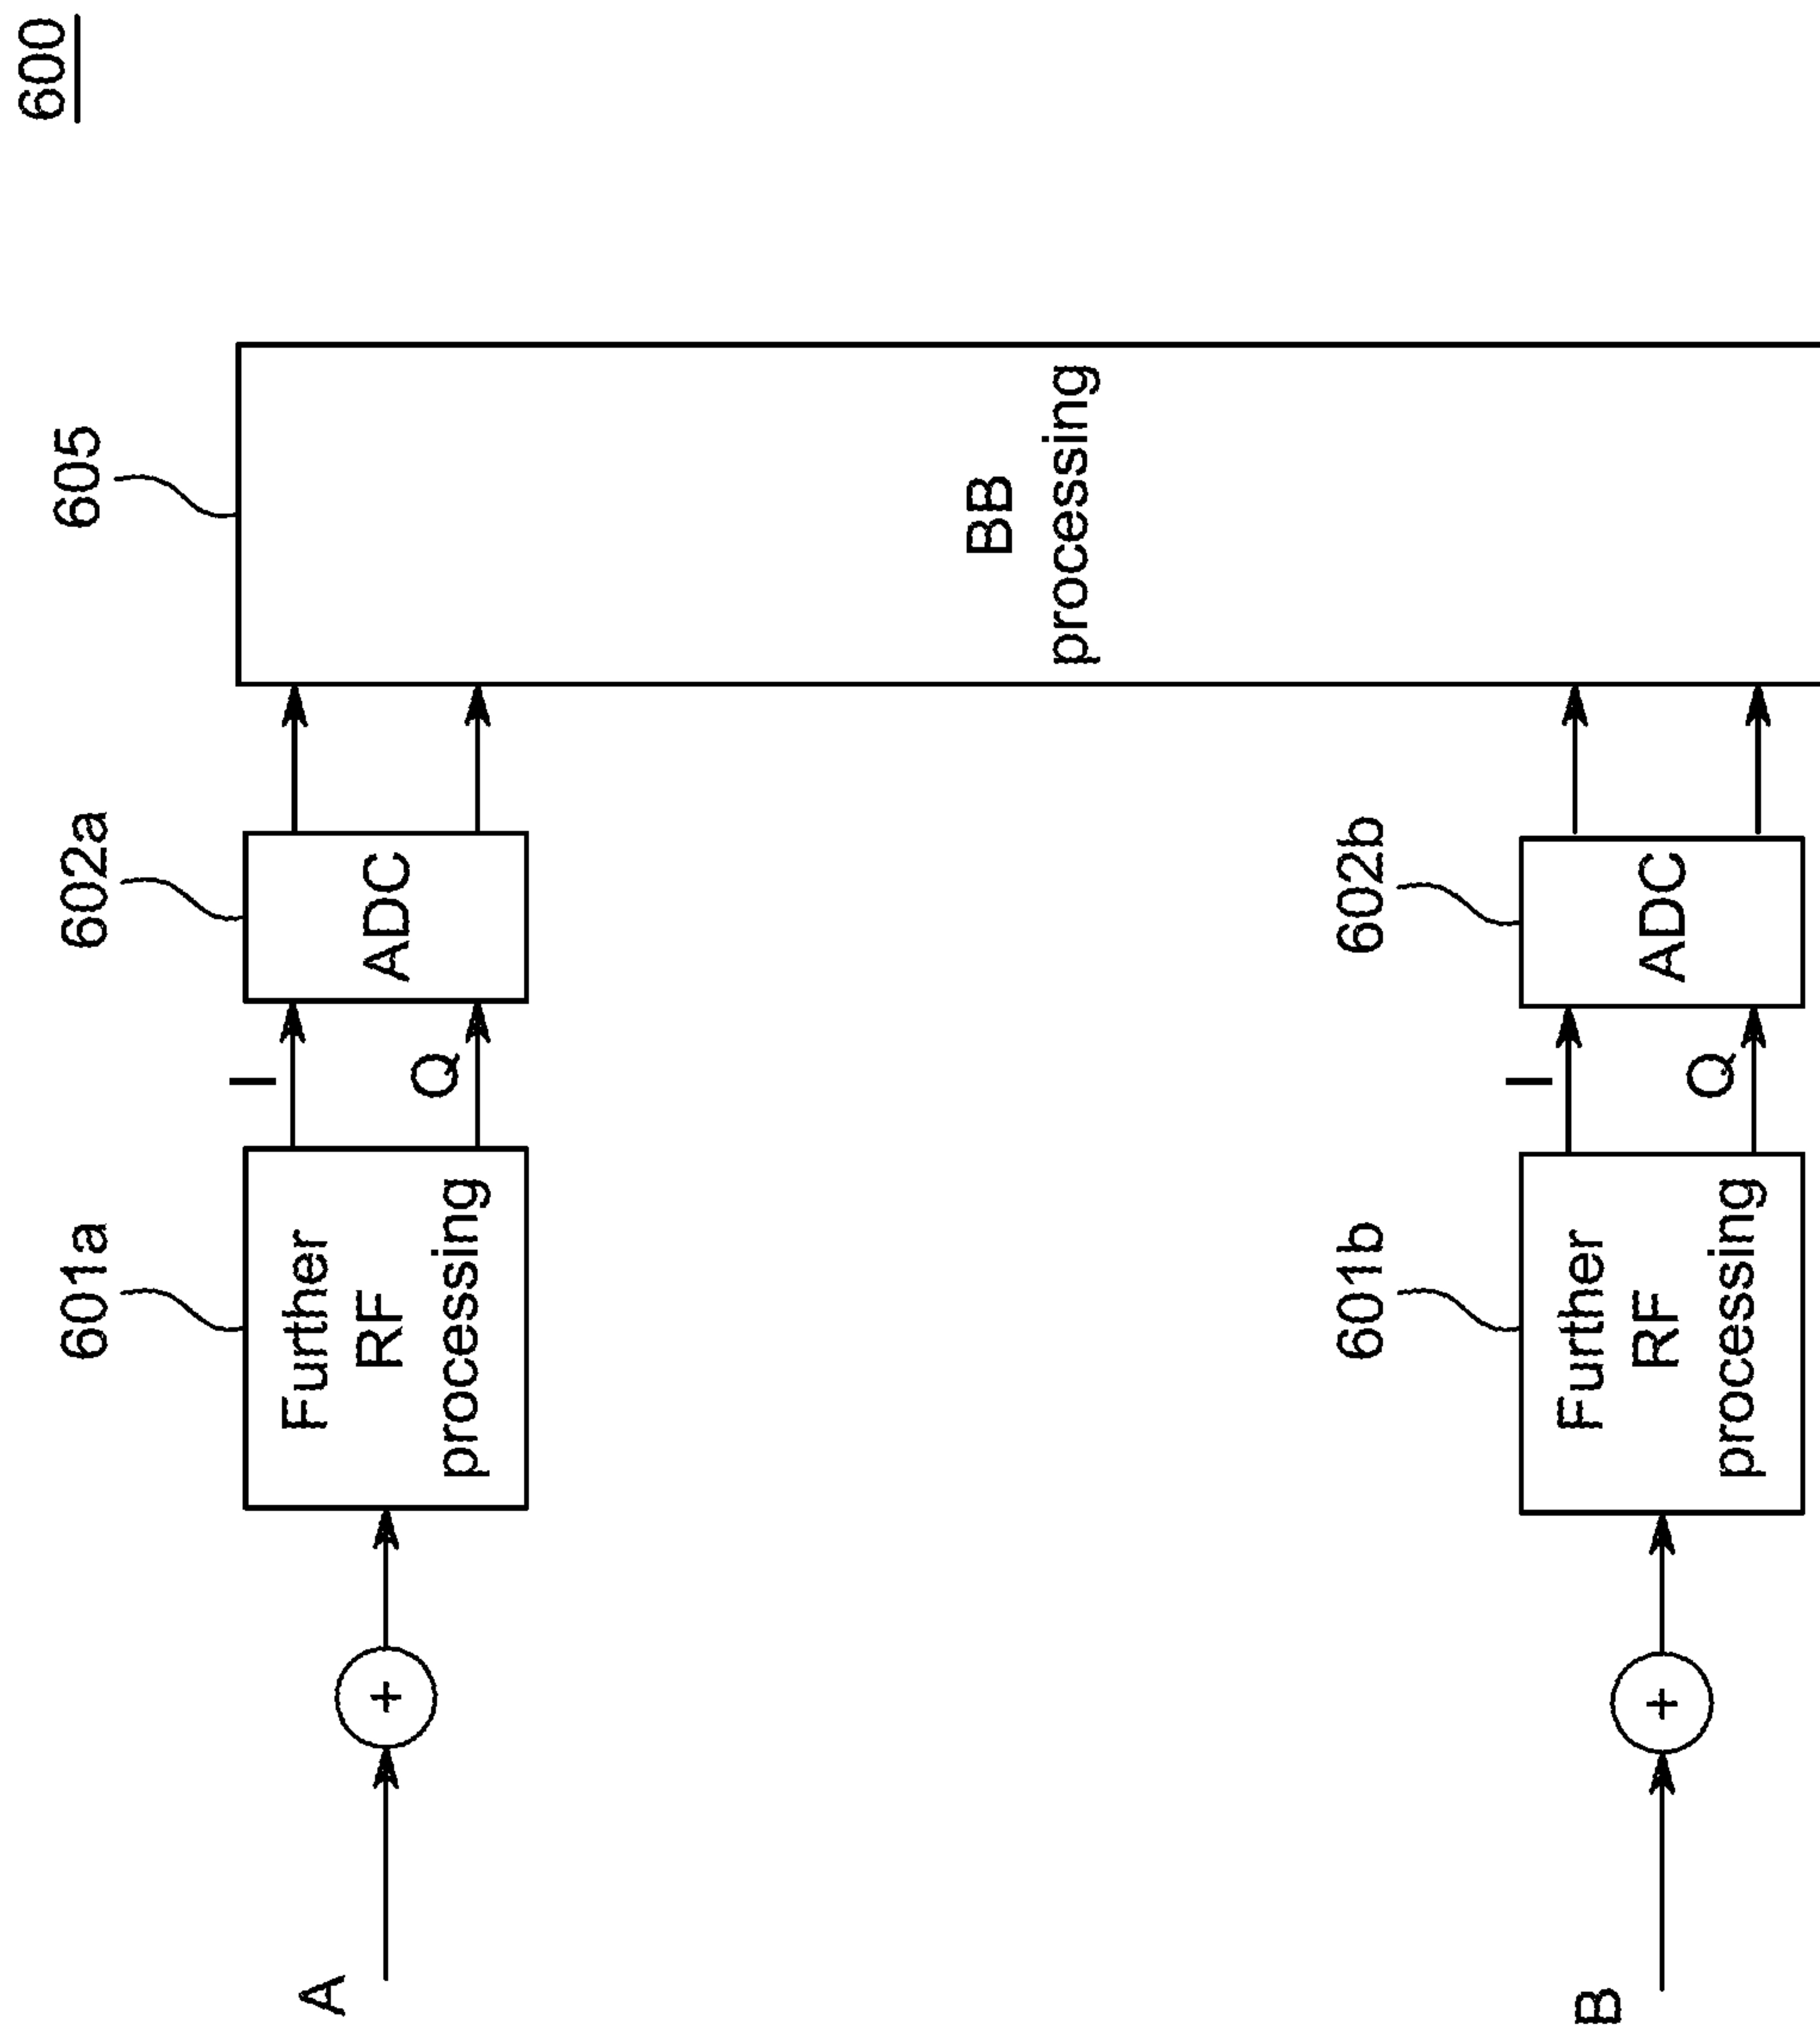 600
605
BB
processing
602a
ADC
602b
ADC
I
Q
I
Q
601a
Further
RF
processing
601b
Further
RF
processing
+
+
A
B